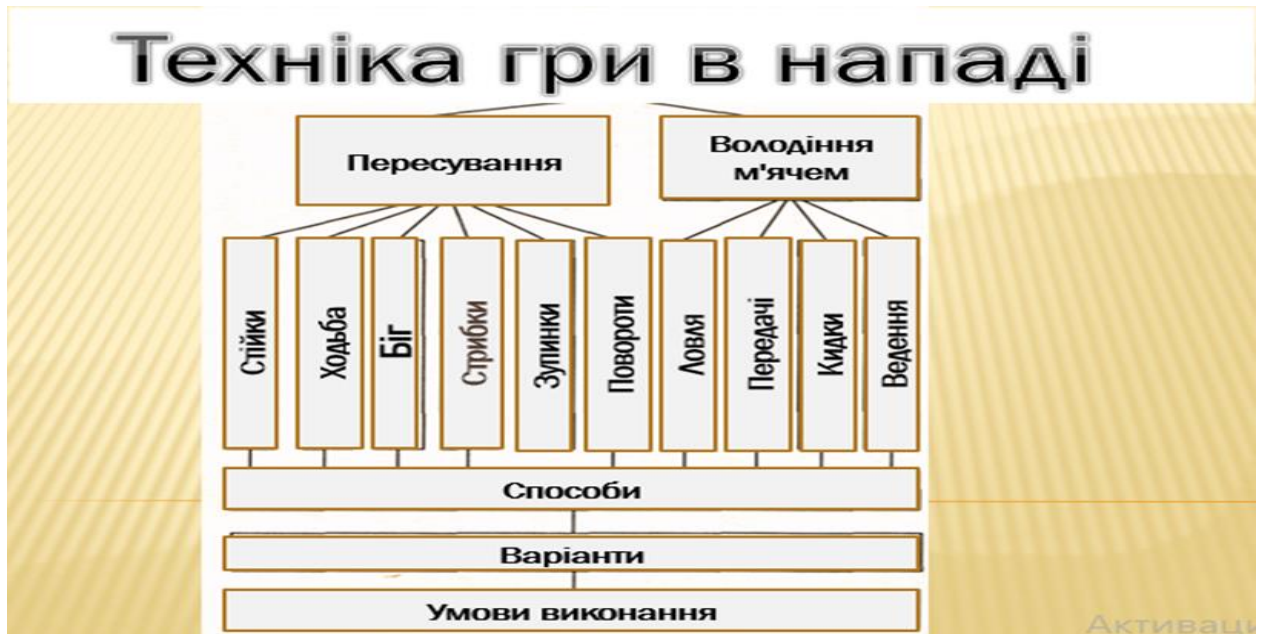 Техніка гри в нападі
Пересування
Володіння
м'ячем
Стійки
Ходьба
Біг
Стрибки
Зупинки
Повороти
Ловля
Передачі
Кидки
Ведення
Способи
Варіанти
Умови виконання
Активаци